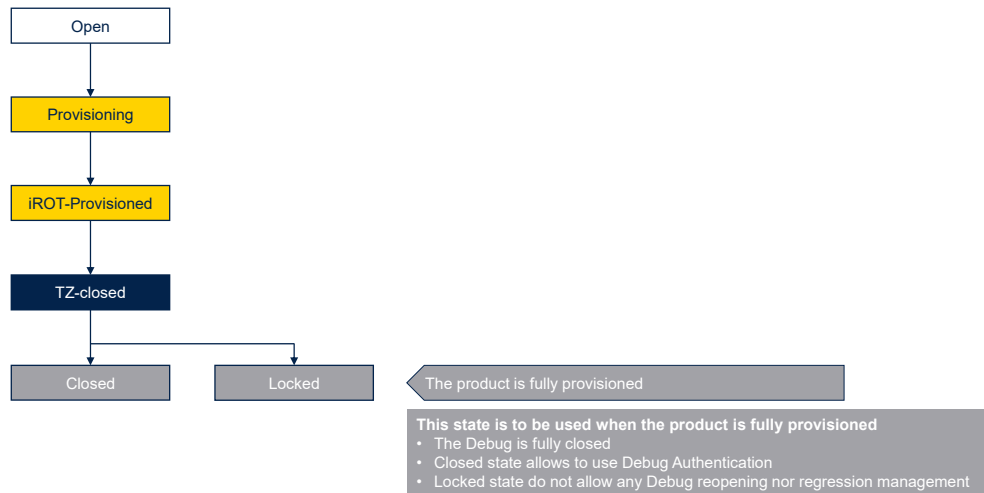 Open
Provisioning
iROT-Provisioned
TZ-closed
Closed
Locked
The product is fully provisioned
This state is to be used when the product is fully provisioned
• The Debug is fully closed
• Closed state allows to use Debug Authentication
• Locked state do not allow any Debug reopening nor regression management